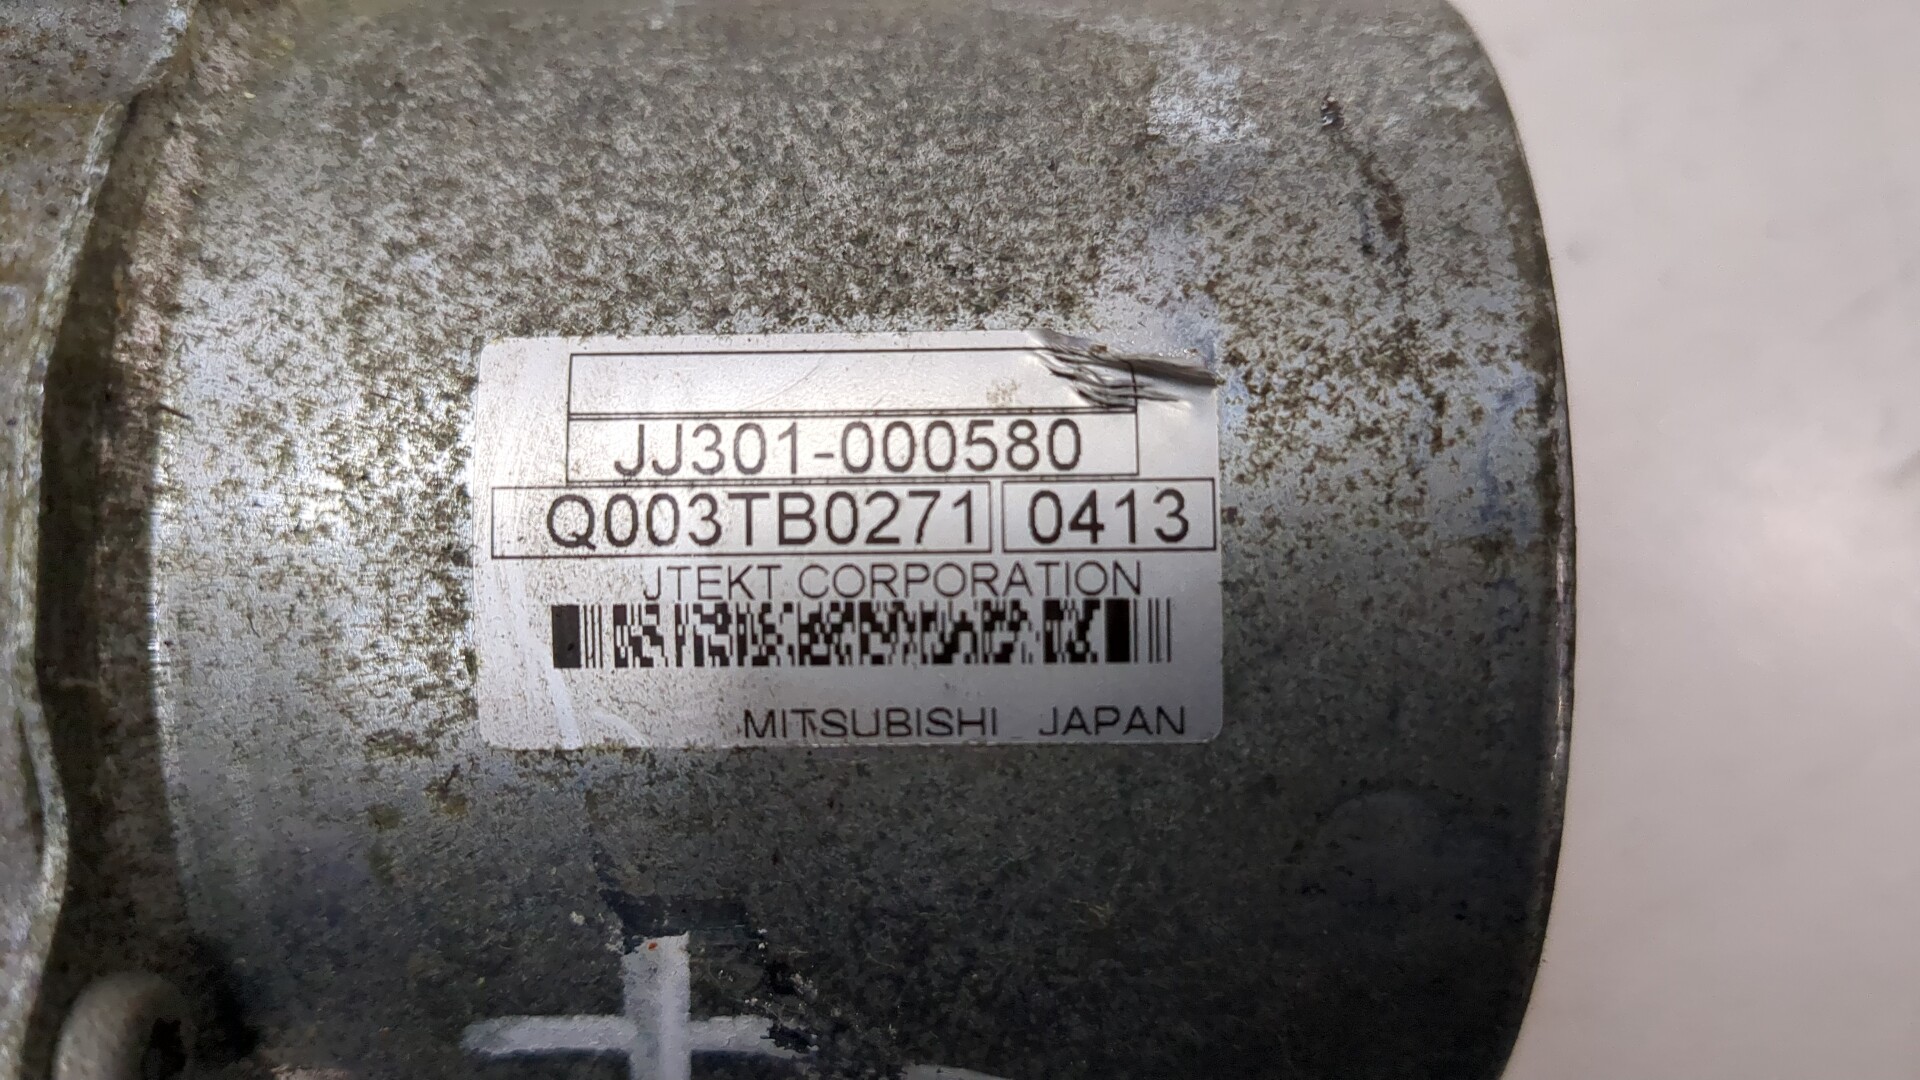 JJ301-000580
Q003TB0271 0413
JTEKT CORPORATION
MITSUBISHI JAPAN